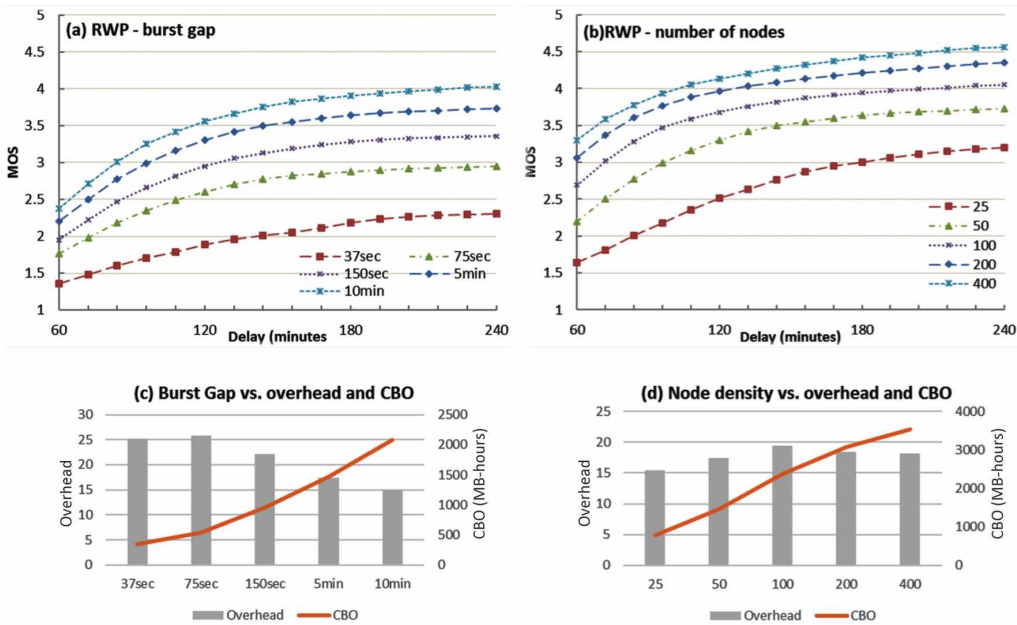 (a) RWP - burst gap
5
4.5
4
3.5
3
2.5
2
1.5
1
MOS
37sec 75sec
150sec 5min
10min
60 120 180 240
Delay (minutes
(b)RWP - number of nodes
5
4.5
4
3.5
3
2.5
2
1.5
1
MOS
25
50
100
200
400
60 120 180 240
Delay (minutes)
(c) Burst Gap vs. overhead and CBO
30
25
20
15
10
5
0
Overhead
2500
2000
1500
1000
500
0
CBO (MB-hours)
37sec 75sec 150sec 5min 10min
Overhead CBO
(d) Node density vs. overhead and CBO
25
20
15
10
5
0
Overhead
4000
3000
2000
1000
0
CBO (MB-hours)
25 50 100 200 400
Overhead CBO